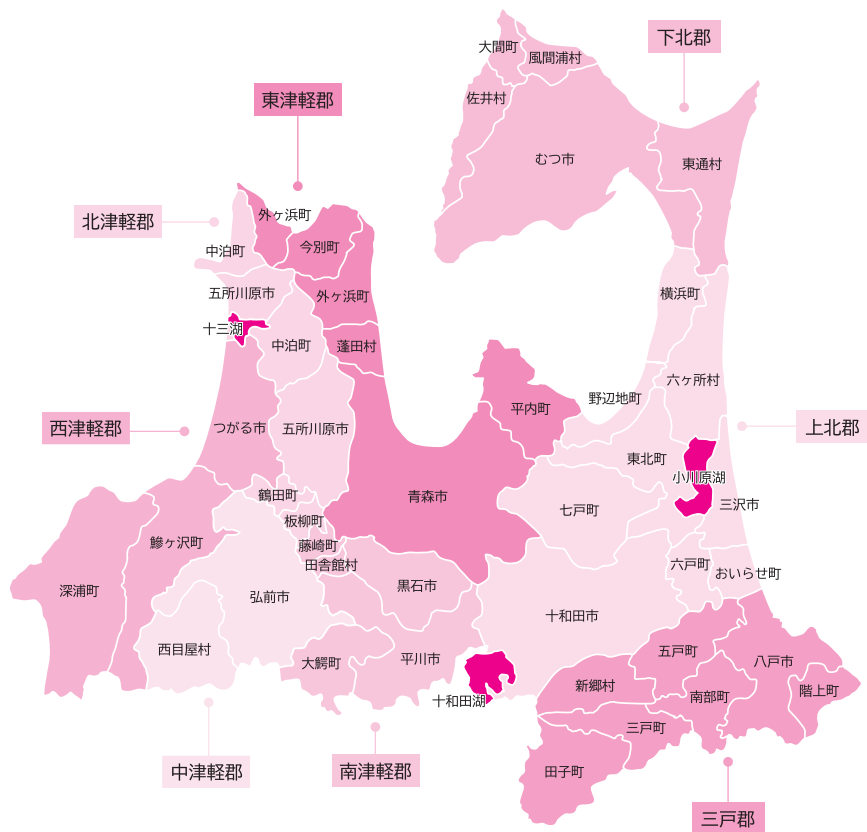 下北郡
大間町
風間浦村
佐井村
むつ市
東通村
東津軽郡
北津軽郡
外ヶ浜町
中泊町
今別町
五所川原市
外ヶ浜町
横浜町
十三湖
中泊町
蓬田村
六ヶ所村
野辺地町
平内町
西津軽郡
つがる市
五所川原市
上北郡
東北町
小川原湖
青森市
鶴田町
七戸町
三沢市
板柳町
鰺ヶ沢町
藤崎町
田舎館村
六戸町
おいらせ町
深浦町
弘前市
黒石市
十和田市
西目屋村
大鰐町
平川市
五戸町
八戸市
新郷村
南部町
階上町
十和田湖
三戸町
中津軽郡
南津軽郡
田子町
三戸郡